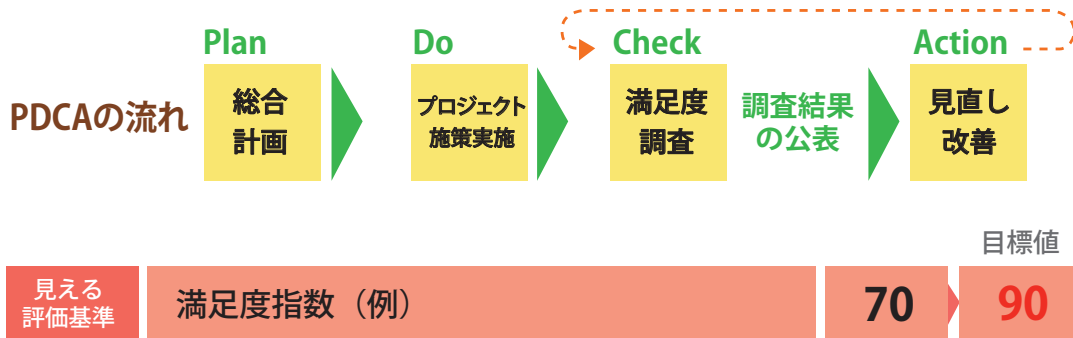 Plan
Do
Check
Action
PDCAの流れ
総合
計画
プロジェクト
施策実施
満足度
調査
調査結果
の公表
見直し
改善
目標値
見える
評価基準
満足度指数（例）
70
90